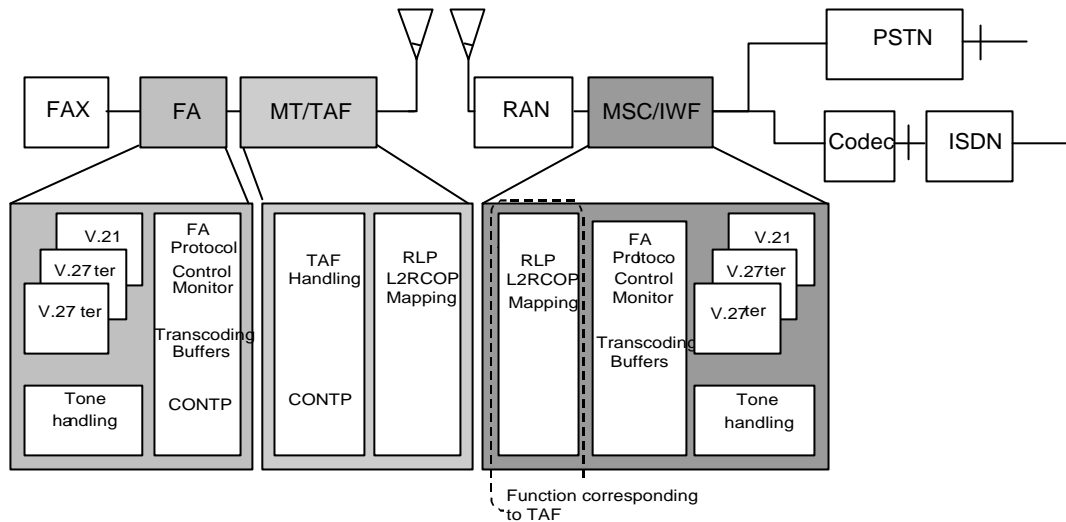 PSTN
FAX
FA
MT/TAF
RAN
MSC/IWF
Codec
ISDN
V.21
V.27 ter
V.27 ter
Tone
handling
FA
Protocol
Control
Monitor
Transcoding
Buffers
CONTP
TAF
Handling
CONTP
RLP
L2RCOP
Mapping
RLP
L2RCOP
Mapping
FA
Protoco
Control
Monitor
Transcoding
Buffers
V.21
V.27ter
V.27ter
Tone
handling
Function corresponding
to TAF